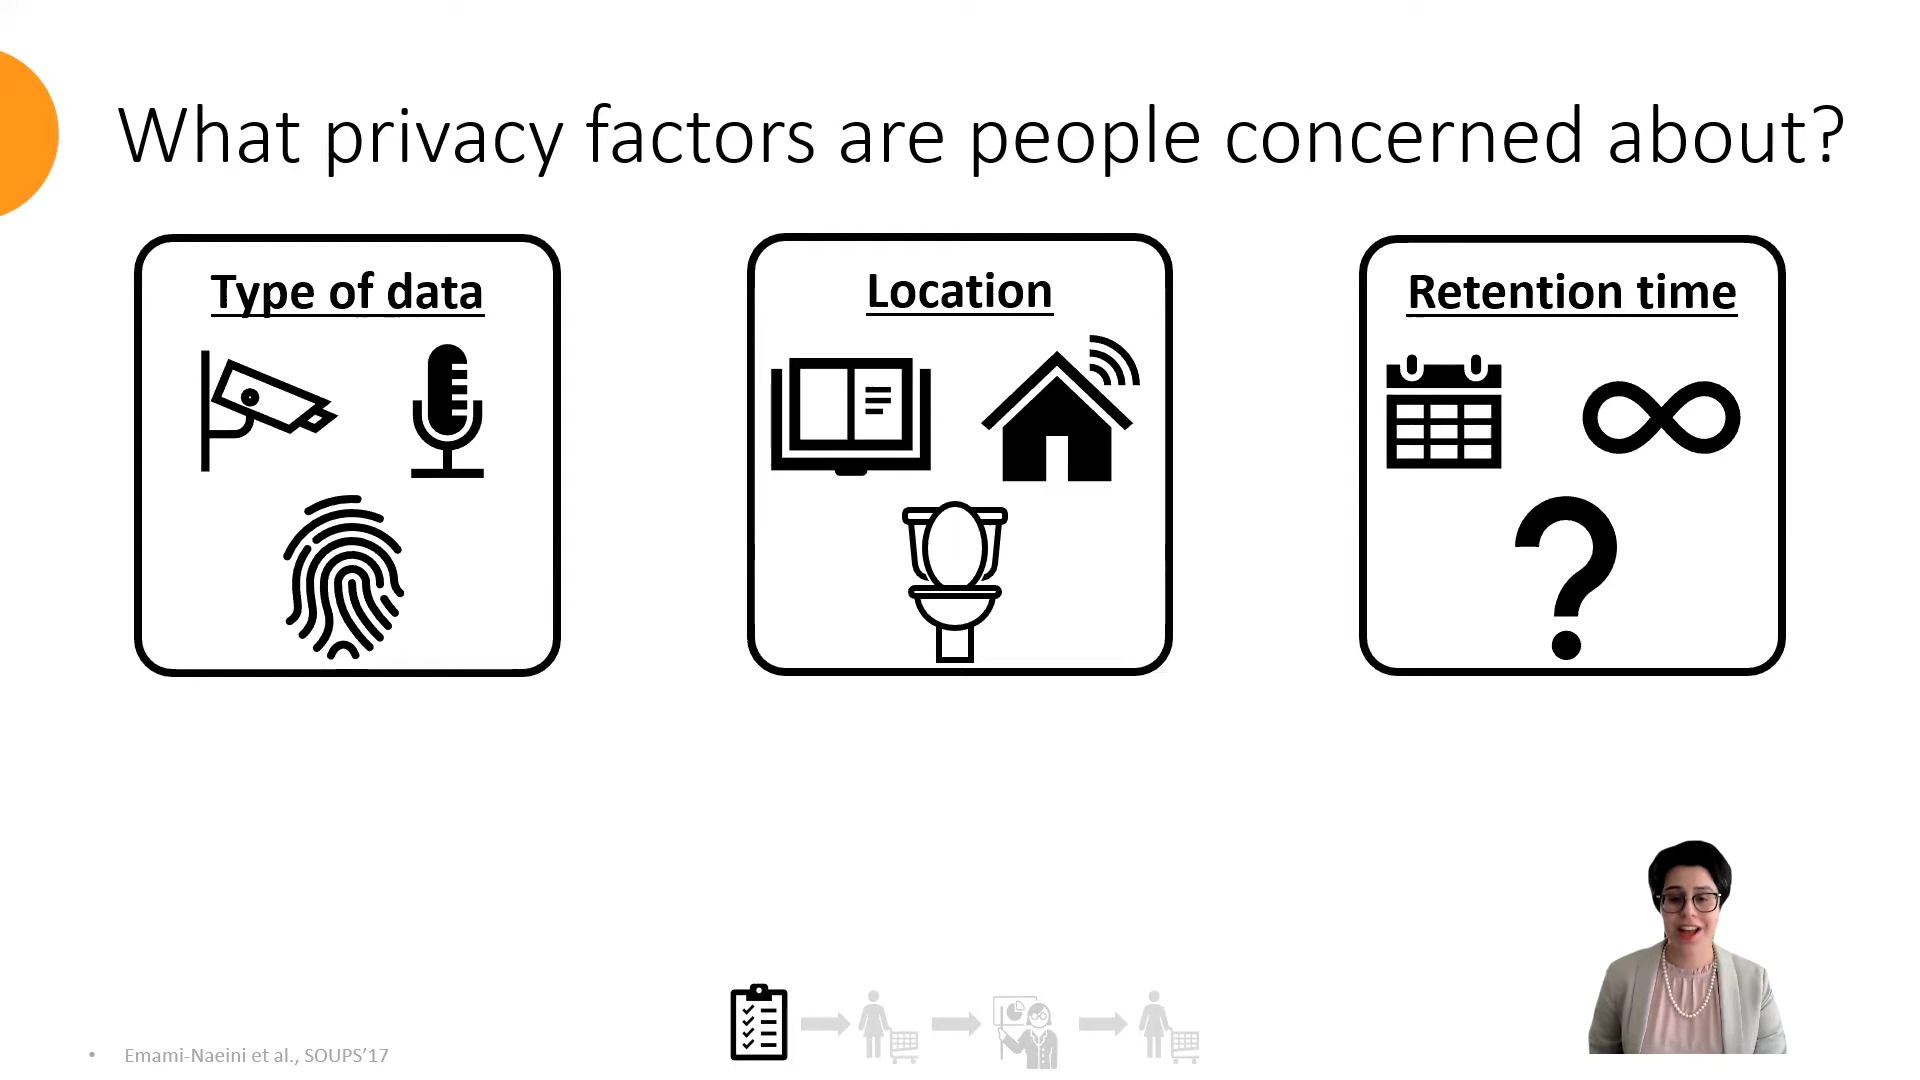 What privacy factors are people concerned about?
Type of data
Location
Retention time
• Emami-Naeini et al., SOUPS’17